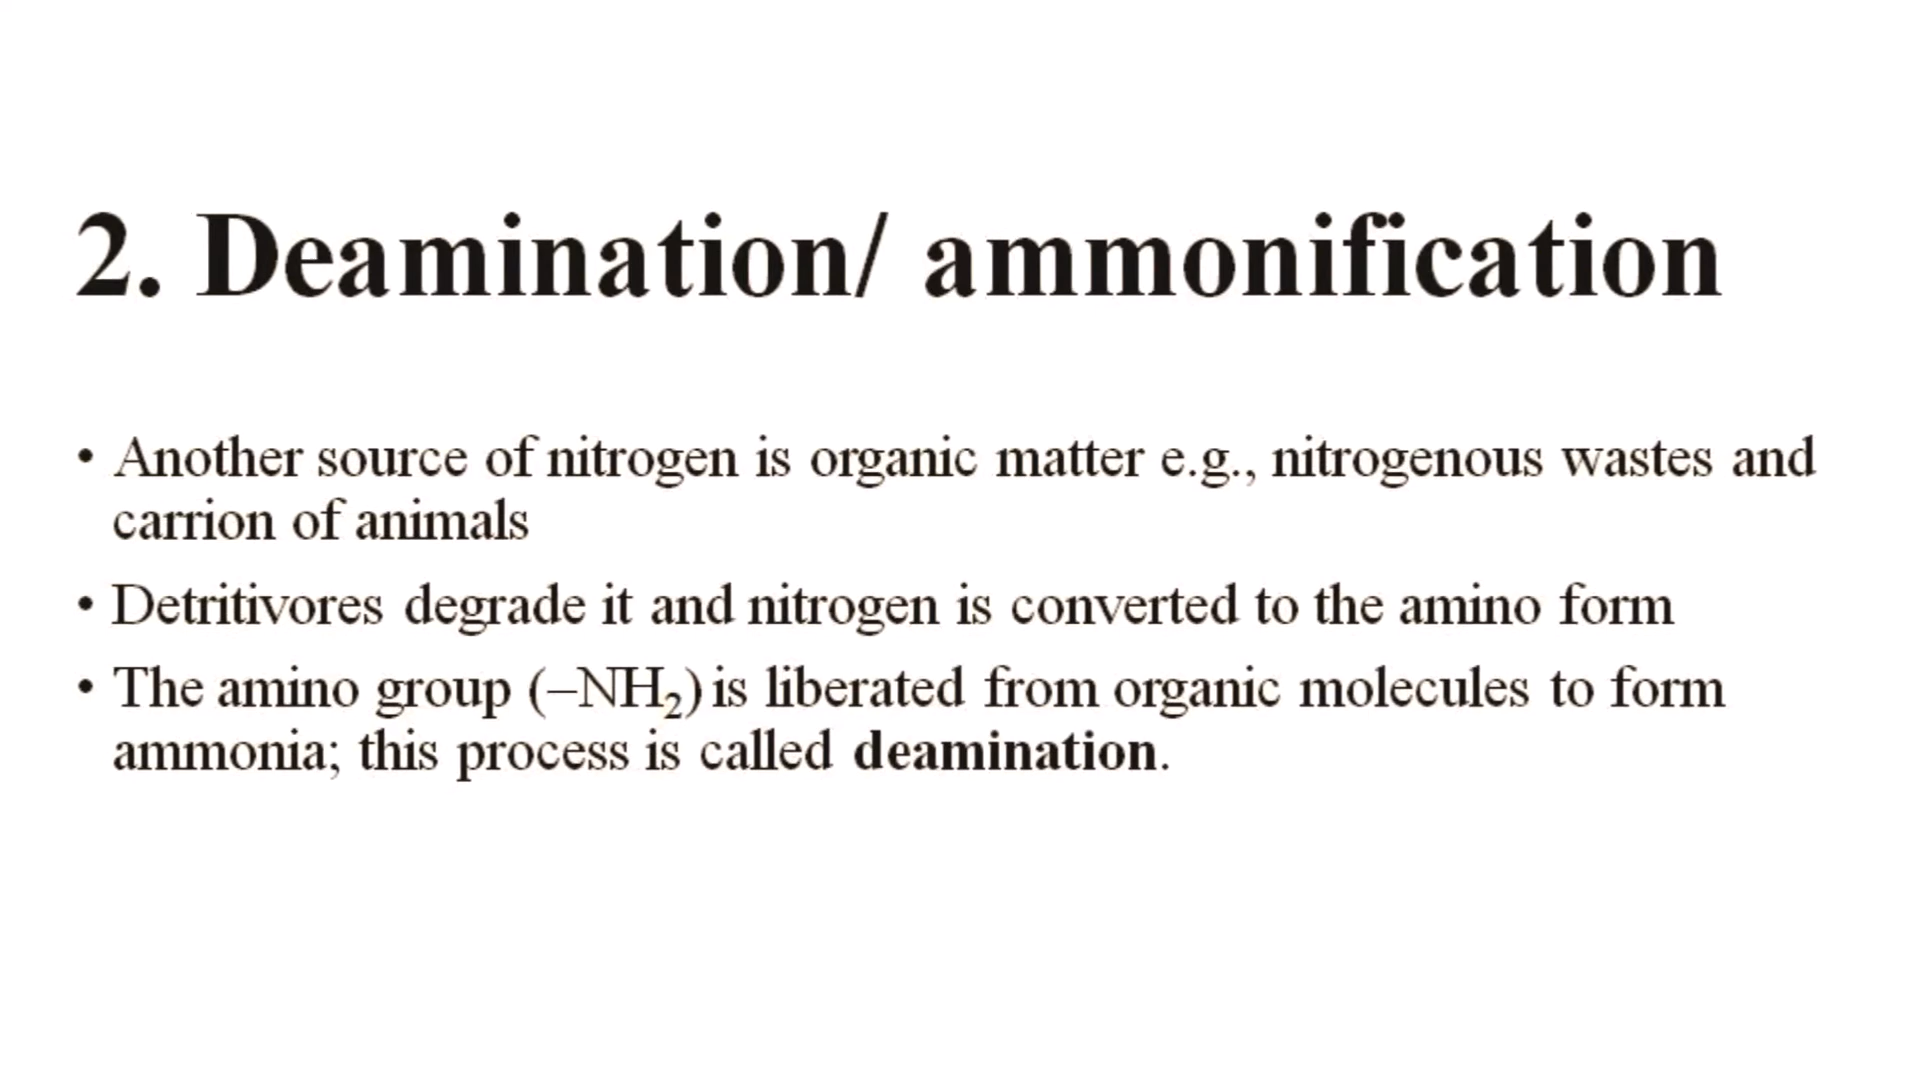 2. Deamination/ ammonification
• Another source of nitrogen is organic matter e.g., nitrogenous wastes and
carrion of animals
• Detritivores degrade it and nitrogen is converted to the amino form
• The amino group (–NH₂) is liberated from organic molecules to form
ammonia; this process is called deamination.